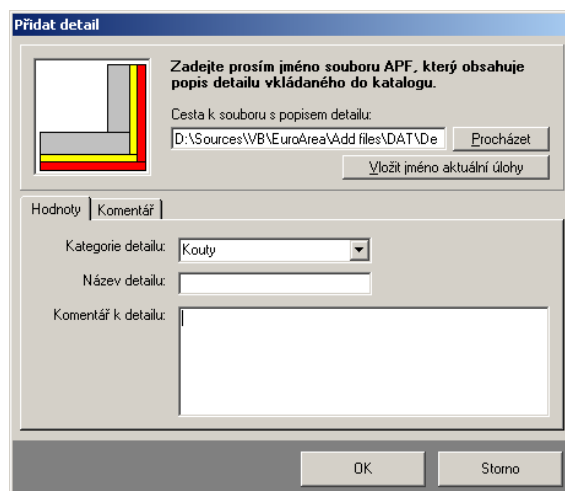 Přidat detail
Zadejte prosím jméno souboru APF, který obsahuje
popis detailu vkládaného do katalogu.
Cesta k souboru s popisem detailu:
D:\Sources\VB\EuroArea\Add files\DAT\De
Procházet
Vložit jméno aktuální úlohy
Hodnoty
Komentář
Kategorie detailu:
Kouty
Název detailu:
Komentář k detailu:
OK
Storno